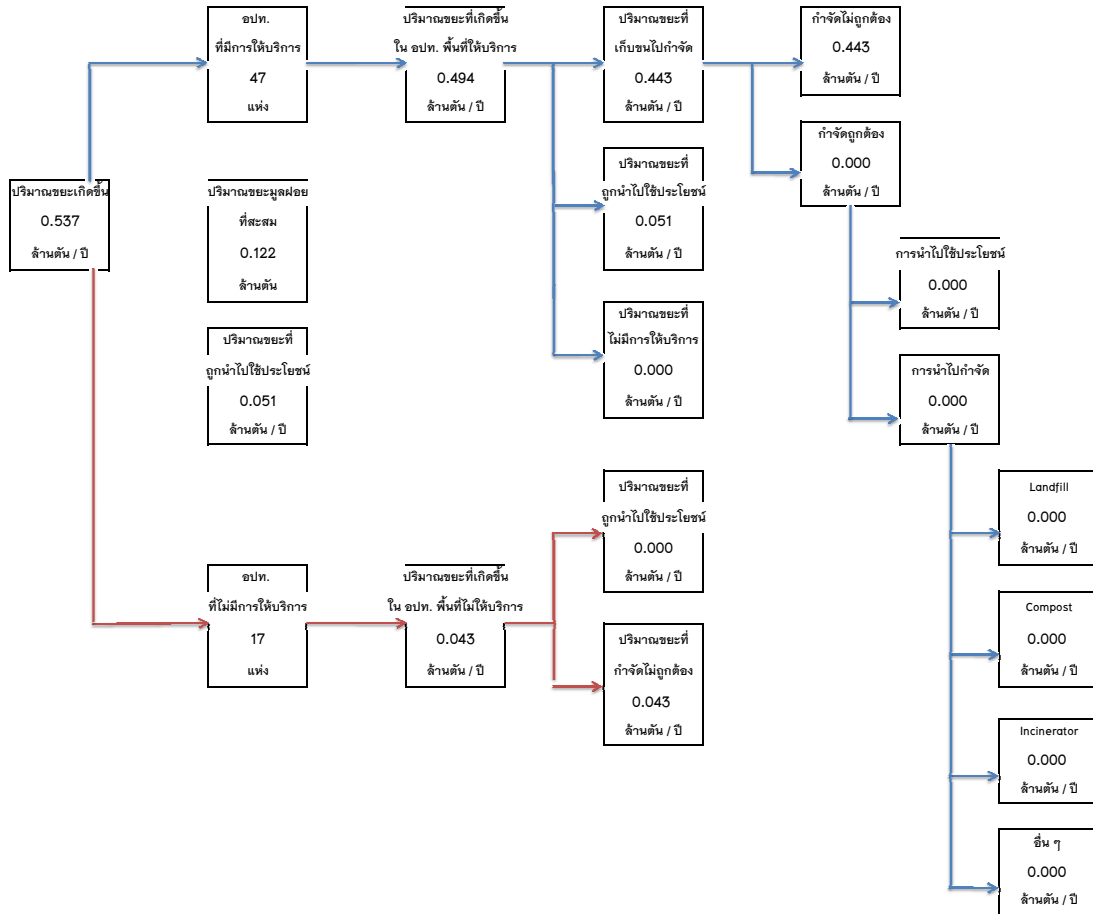 อปท.
ที่มีการให้บริการ
47
แห่ง
ปริมาณขยะที่เกิดขึ้น
ใน อปท. พื้นที่ให้บริการ
0.494
ล้านตัน / ปี
ปริมาณขยะที่
เก็บขนไปกำจัด
0.443
ล้านตัน / ปี
กำจัดไม่ถูกต้อง
0.443
ล้านตัน / ปี
กำจัดถูกต้อง
0.000
ล้านตัน / ปี
ปริมาณขยะเกิดขึ้น
0.537
ล้านตัน / ปี
ปริมาณขยะมูลฝอย
ที่สะสม
0.122
ล้านตัน
ปริมาณขยะที่
ถูกนำไปใช้ประโยชน์
0.051
ล้านตัน / ปี
การนำไปใช้ประโยชน์
0.000
ล้านตัน / ปี
ปริมาณขยะที่
ถูกนำไปใช้ประโยชน์
0.051
ล้านตัน / ปี
ปริมาณขยะที่
ไม่มีการให้บริการ
0.000
ล้านตัน / ปี
การนำไปกำจัด
0.000
ล้านตัน / ปี
ปริมาณขยะที่
ถูกนำไปใช้ประโยชน์
0.000
ล้านตัน / ปี
Landfill
0.000
ล้านตัน / ปี
อปท.
ที่ไม่มีการให้บริการ
17
แห่ง
ปริมาณขยะที่เกิดขึ้น
ใน อปท. พื้นที่ไม่ให้บริการ
0.043
ล้านตัน / ปี
ปริมาณขยะที่
กำจัดไม่ถูกต้อง
0.043
ล้านตัน / ปี
Compost
0.000
ล้านตัน / ปี
Incinerator
0.000
ล้านตัน / ปี
อื่น ๆ
0.000
ล้านตัน / ปี